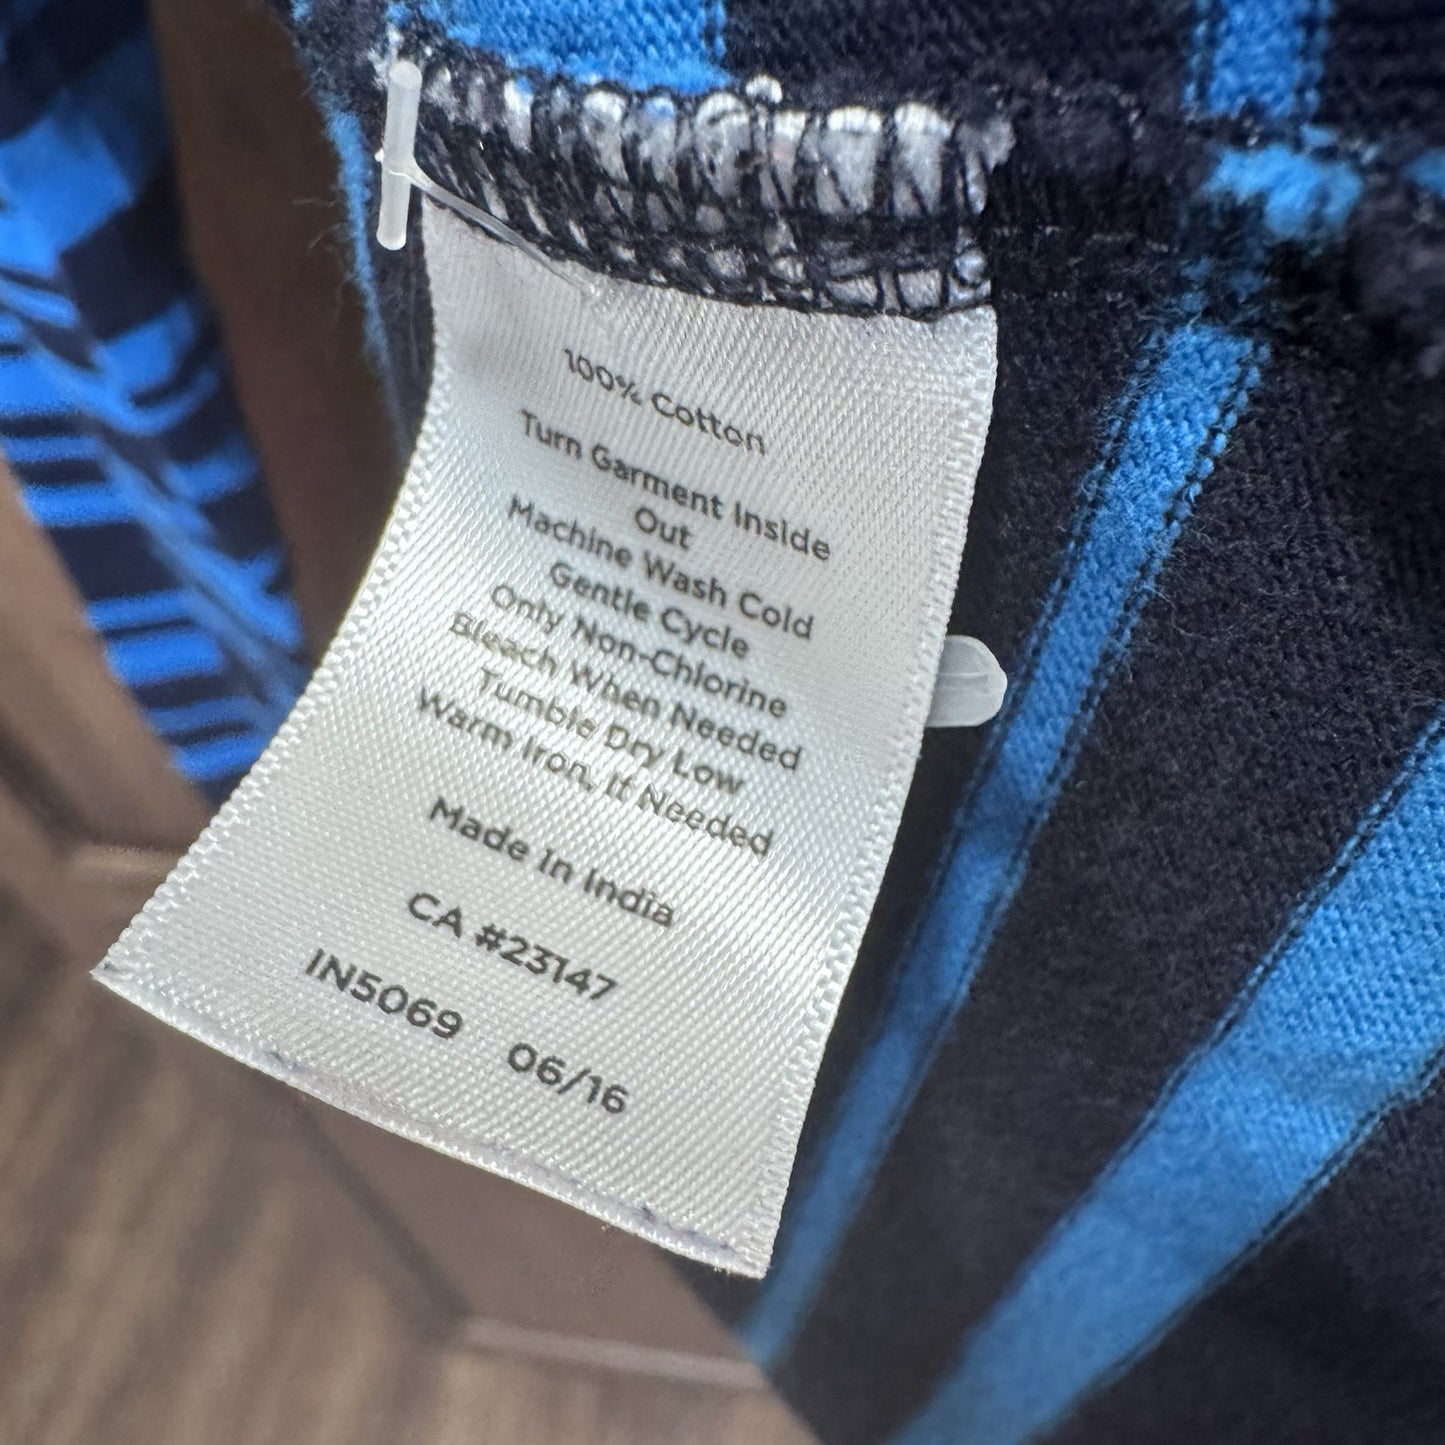 100% Cotton
Turn Garment Inside
Out
Machine Wash Cold
Gentle Cycle
Only Non-Chlorine
Bleach When Needed
Tumble Dry Low
Warm Iron, If Needed
Made In India
CA #23147
IN5069 06/16